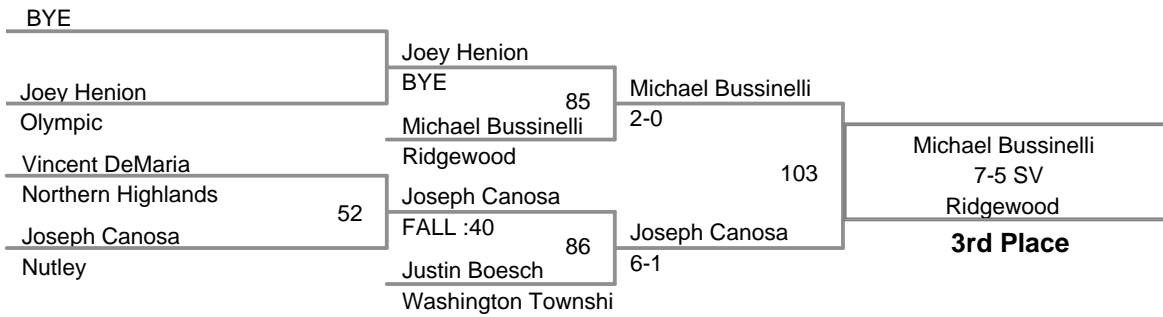 BYE
Joey Henion
Olympic
Vincent DeMaria
Northern Highlands
52
Joseph Canosa
Nutley
Joey Henion
BYE
85
Michael Bussinelli
Ridgewood
Joseph Canosa
FALL :40
86
Justin Boesch
Washington Townshi
Michael Bussinelli
2-0
103
Joseph Canosa
6-1
Michael Bussinelli
7-5 SV
Ridgewood
3rd Place